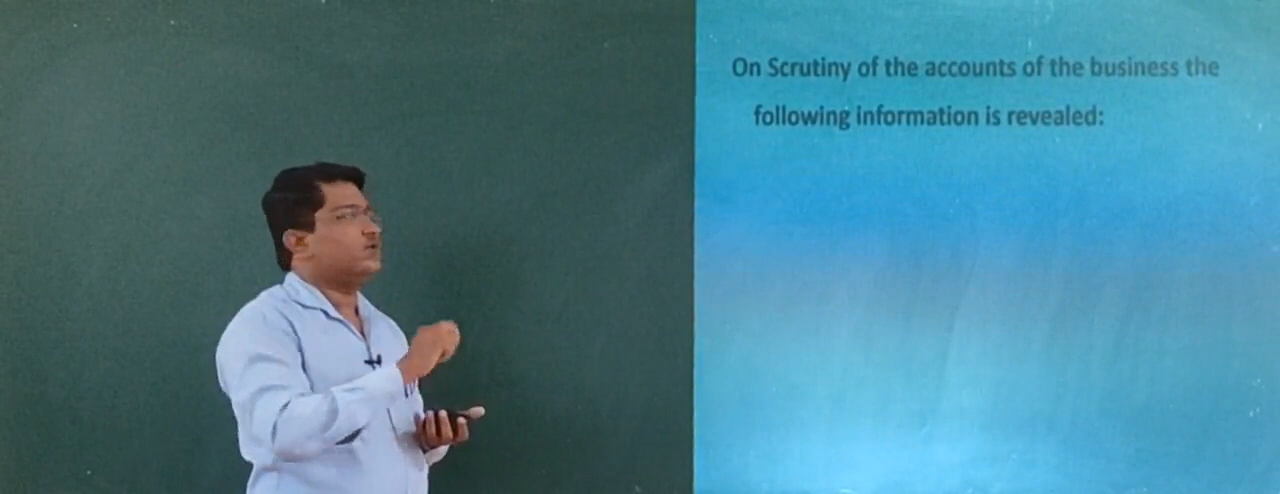 On Scrutiny of the accounts of the business the
following information is revealed: